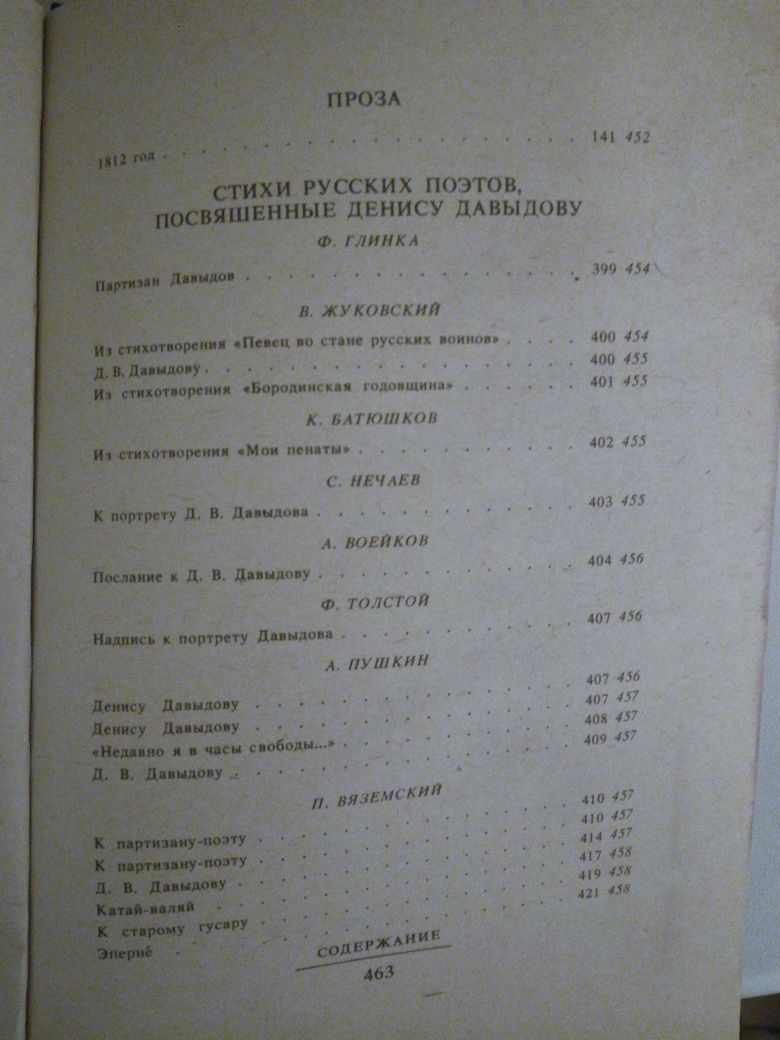 ПРОЗА
1812 год . . . . . . . . . . . . . . . . . . . . 141 452
СТИХИ РУССКИХ ПОЭТОВ,
ПОСВЯЩЕННЫЕ ДЕНИСУ ДАВЫДОВУ
Ф. ГЛИНКА
Партизан Давыдов . . . . . . . . . . . . . . . . 399 454
В. ЖУКОВСКИЙ
Из стихотворения «Певец во стане русских воинов» . . . . 400 454
Д. В. Давыдову . . . . . . . . . . . . . . . . . . 400 455
Из стихотворения «Бородинская годовщина» . . . . . . 401 455
К. БАТЮШКОВ
Из стихотворения «Мои пенаты» . . . . . . . . . . . 402 455
С. НЕЧАЕВ
К портрету Д. В. Давыдова . . . . . . . . . . . . . 403 455
А. ВОЕЙКОВ
Послание к Д. В. Давыдову . . . . . . . . . . . . . 404 456
Ф. ТОЛСТОЙ
Надпись к портрету Давыдова . . . . . . . . . . . . 407 456
А. ПУШКИН
Денису Давыдову . . . . . . . . . . . . . . . . 407 456
Денису Давыдову . . . . . . . . . . . . . . . . 407 457
«Недавно я в часы свободы...» . . . . . . . . . . . . 408 457
Д. В. Давыдову . . . . . . . . . . . . . . . . . 409 457
П. ВЯЗЕМСКИЙ
К партизану-поэту . . . . . . . . . . . . . . . . 410 457
К партизану-поэту . . . . . . . . . . . . . . . . 410 457
Д. В. Давыдову . . . . . . . . . . . . . . . . . 414 457
Катай-валяй . . . . . . . . . . . . . . . . . . 417 458
К старому гусару . . . . . . . . . . . . . . . . 419 458
Эперне́ . . . . . . . . . . . . . . . . . . . . 421 458
СОДЕРЖАНИЕ
463